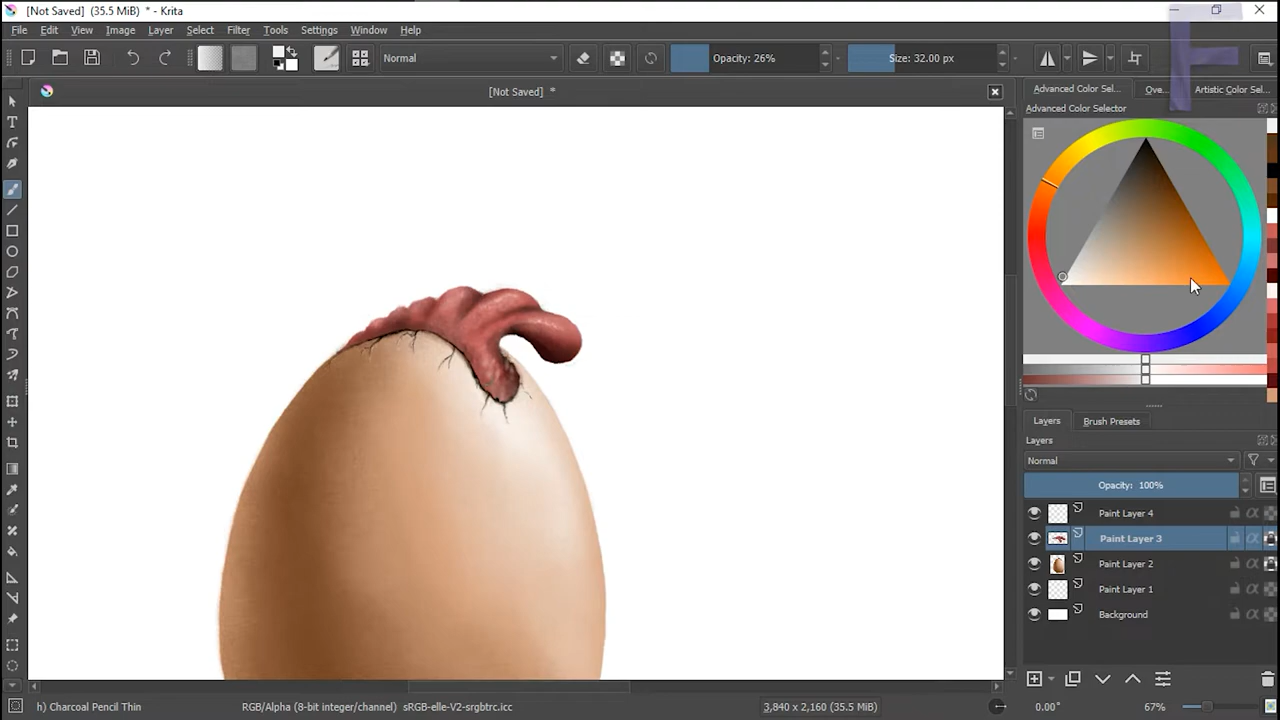 [Not Saved] (35.5 MiB) * - Krita
File Edit View Image Layer Select Filter Tools Settings Window Help
Normal Opacity: 26% Size: 32.00 px
[Not Saved] *
Advanced Color Sel... Ove... Artistic Color Sel...
Advanced Color Selector
Layers Brush Presets
Layers
Normal
Opacity: 100%
Paint Layer 4
Paint Layer 3
Paint Layer 2
Paint Layer 1
Background
h) Charcoal Pencil Thin RGB/Alpha (8-bit integer/channel) sRGB-elle-V2-srgbtrc.icc 3,840 x 2,160 (35.5 MiB) 0.00° 67%
F